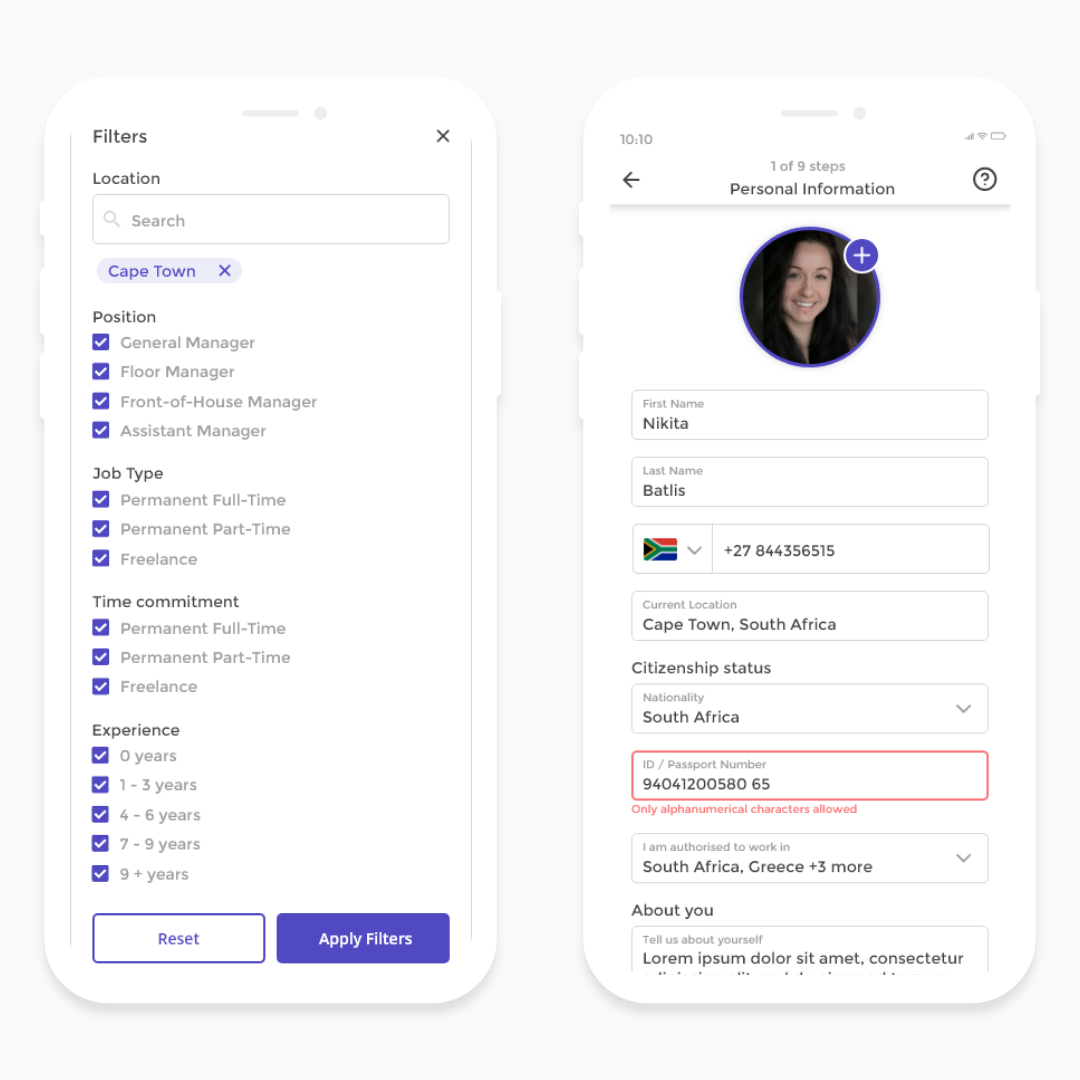 Filters
Location
Search
Cape Town
Position
General Manager
Floor Manager
Front-of-House Manager
Assistant Manager
Job Type
Permanent Full-Time
Permanent Part-Time
Freelance
Time commitment
Permanent Full-Time
Permanent Part-Time
Freelance
Experience
0 years
1 - 3 years
4 - 6 years
7 - 9 years
9 + years
Reset
Apply Filters
10:10
1 of 9 steps
Personal Information
First Name
Nikita
Last Name
Batlis
+27 844356515
Current Location
Cape Town, South Africa
Citizenship status
Nationality
South Africa
ID / Passport Number
94041200580 65
Only alphanumerical characters allowed
I am authorised to work in
South Africa, Greece +3 more
About you
Tell us about yourself
Lorem ipsum dolor sit amet, consectetur